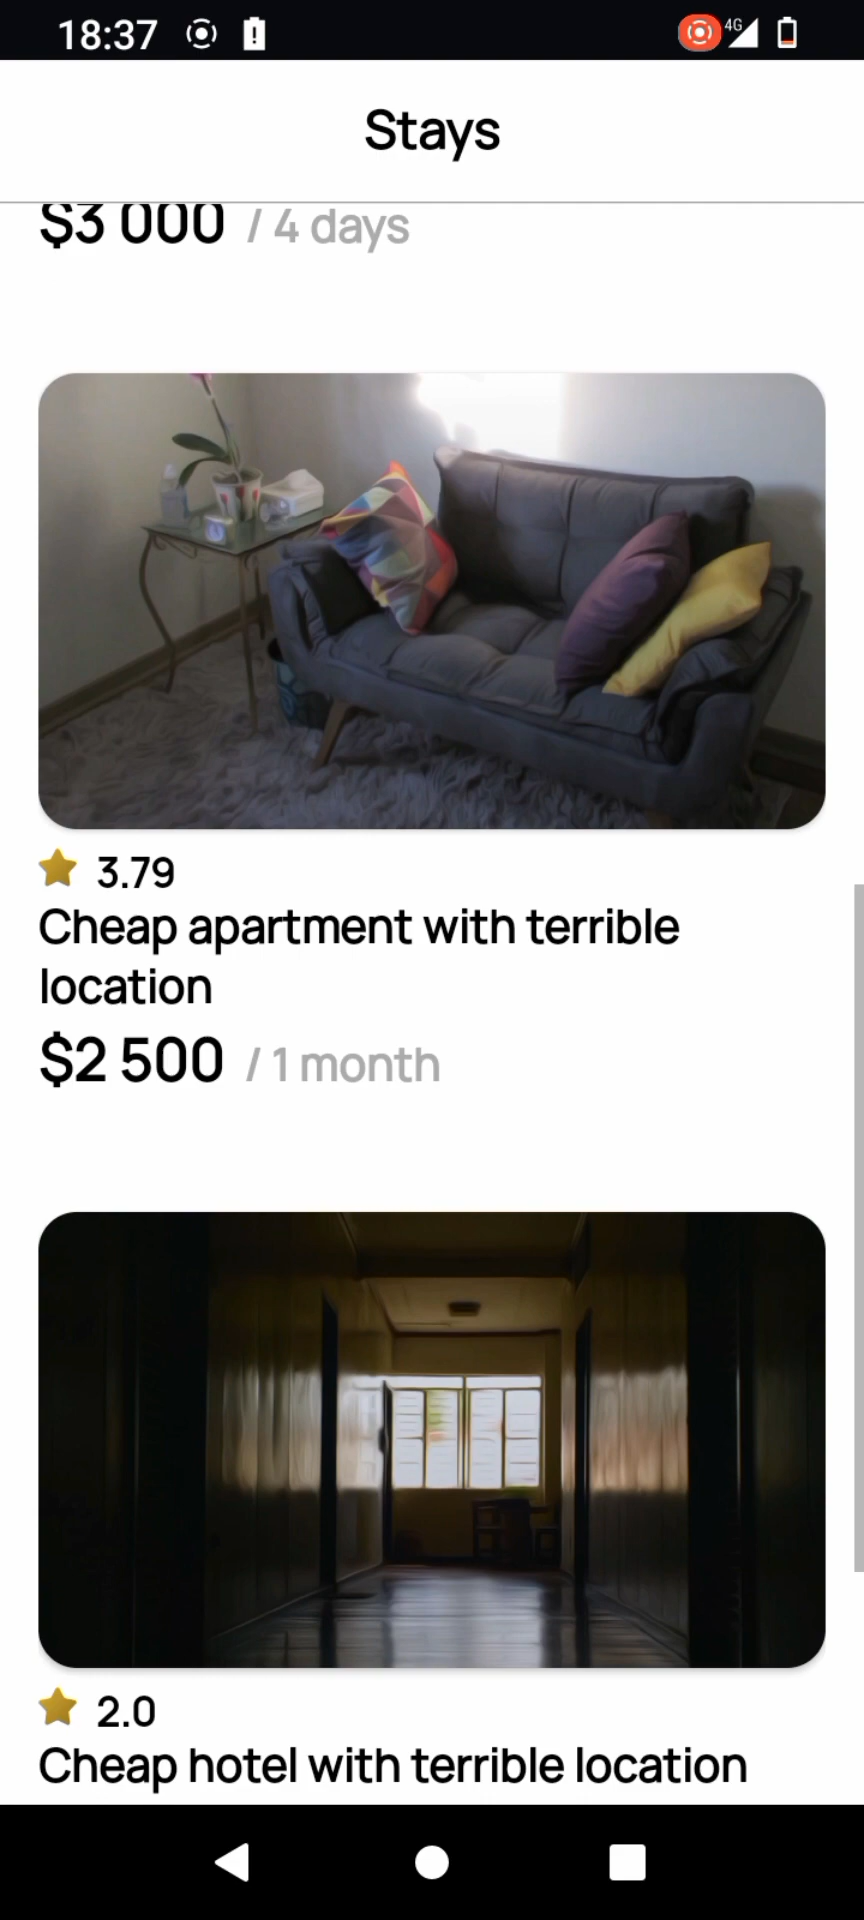 18:37
4G
Stays
$3 000 / 4 days
3.79
Cheap apartment with terrible
location
$2 500 / 1 month
2.0
Cheap hotel with terrible location